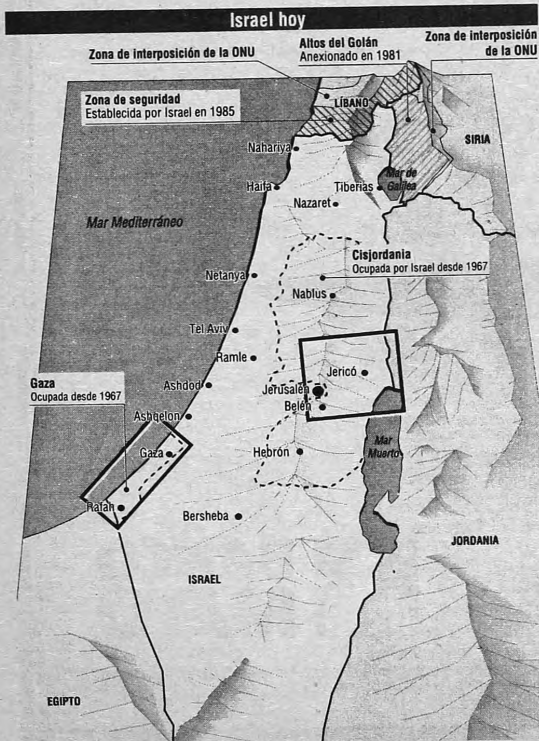 Israel hoy
Zona de interposición de la ONU
Altos del Golán
Anexionado en 1981
Zona de interposición
de la ONU
Zona de seguridad
Establecida por Israel en 1985
LÍBANO
SIRIA
Nahariya
Haifa
Tiberias
Mar de
Galilea
Nazaret
Mar Mediterráneo
Cisjordania
Ocupada por Israel desde 1967
Netanya
Nablus
Tel Aviv
Ramle
Jericó
Gaza
Ocupada desde 1967
Ashdod
Jerusalén
Belén
Ashqelon
Mar
Muerto
Gaza
Hebrón
Rafah
Bersheba
JORDANIA
ISRAEL
EGIPTO